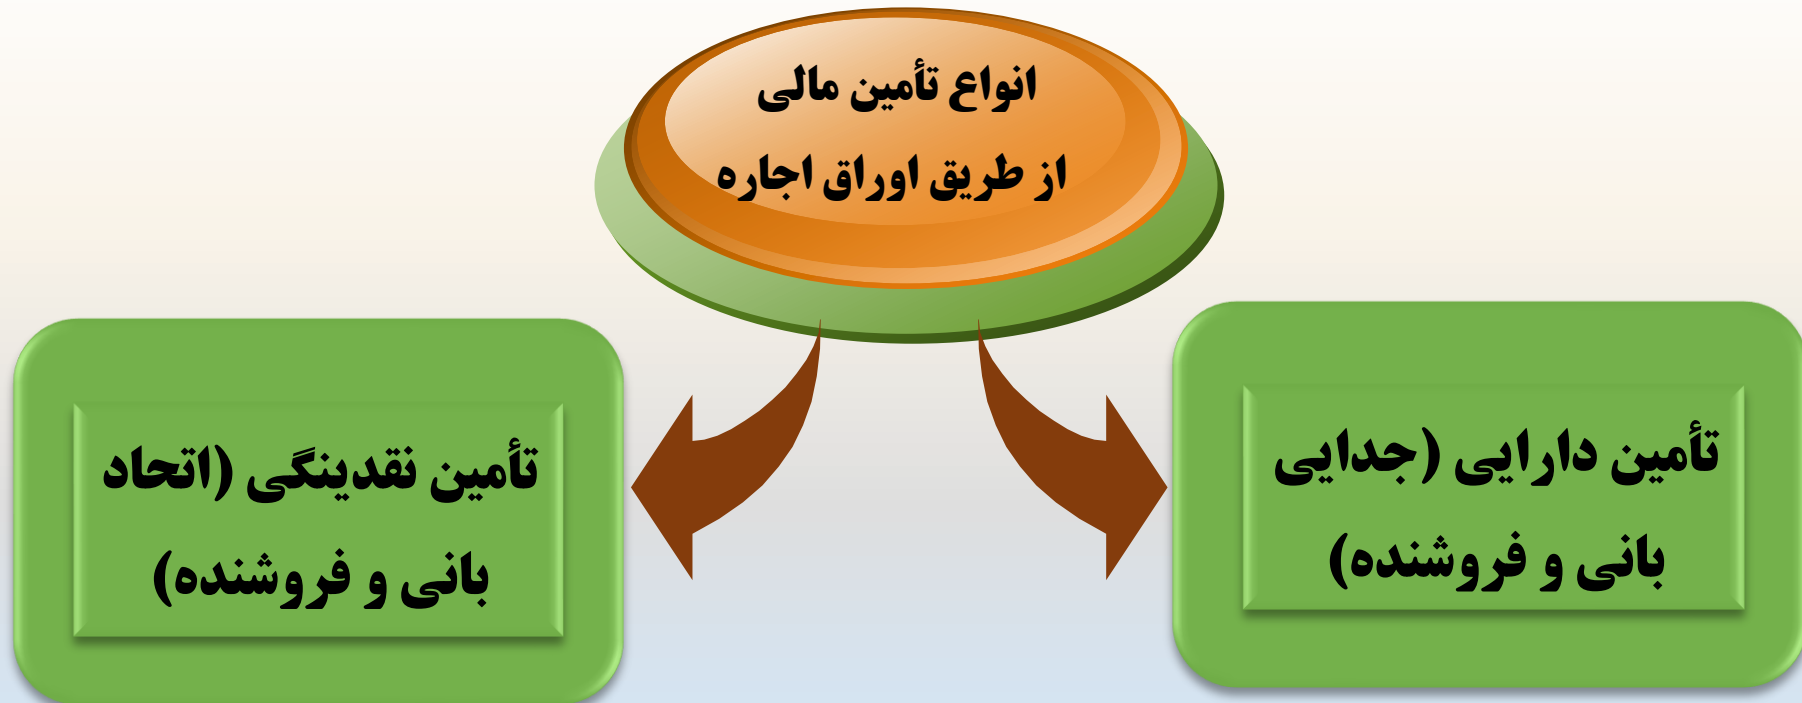 انواع تأمین مالی
از طریق اوراق اجاره
تأمین دارایی (جدایی
بانی و فروشنده)
تأمین نقدینگی (اتحاد
بانی و فروشنده)